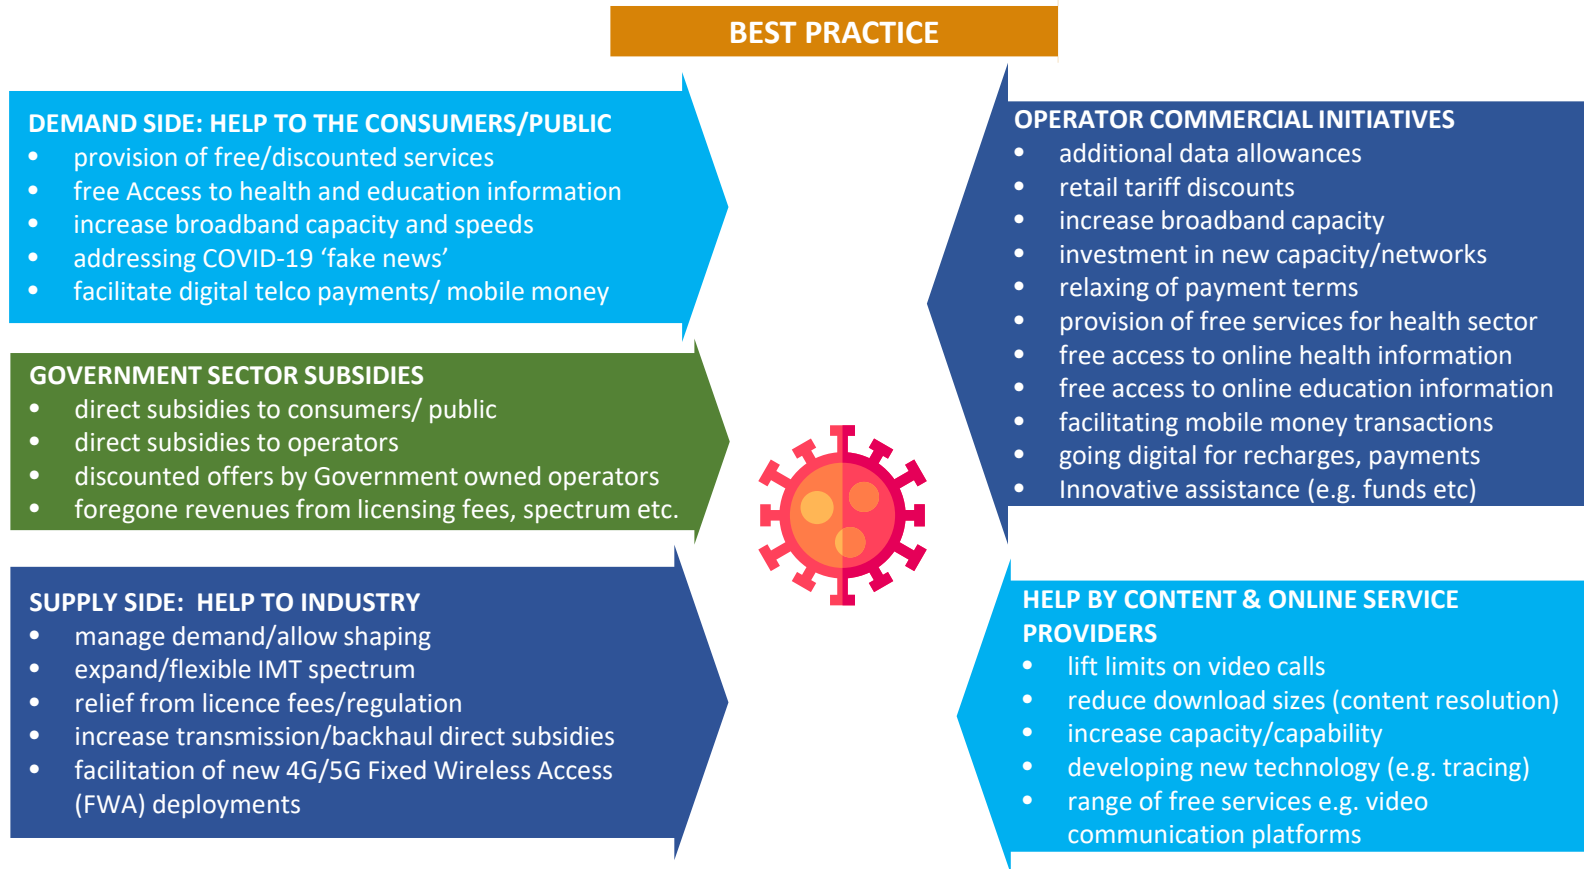 BEST PRACTICE
DEMAND SIDE: HELP TO THE CONSUMERS/PUBLIC
• provision of free/discounted services
• free Access to health and education information
• increase broadband capacity and speeds
• addressing COVID-19 ‘fake news’
• facilitate digital telco payments/ mobile money
GOVERNMENT SECTOR SUBSIDIES
• direct subsidies to consumers/ public
• direct subsidies to operators
• discounted offers by Government owned operators
• foregone revenues from licensing fees, spectrum etc.
SUPPLY SIDE:  HELP TO INDUSTRY
• manage demand/allow shaping
• expand/flexible IMT spectrum
• relief from licence fees/regulation
• increase transmission/backhaul direct subsidies
• facilitation of new 4G/5G Fixed Wireless Access
(FWA) deployments
OPERATOR COMMERCIAL INITIATIVES
• additional data allowances
• retail tariff discounts
• increase broadband capacity
• investment in new capacity/networks
• relaxing of payment terms
• provision of free services for health sector
• free access to online health information
• free access to online education information
• facilitating mobile money transactions
• going digital for recharges, payments
• Innovative assistance (e.g. funds etc)
HELP BY CONTENT & ONLINE SERVICE
PROVIDERS
• lift limits on video calls
• reduce download sizes (content resolution)
• increase capacity/capability
• developing new technology (e.g. tracing)
• range of free services e.g. video
communication platforms